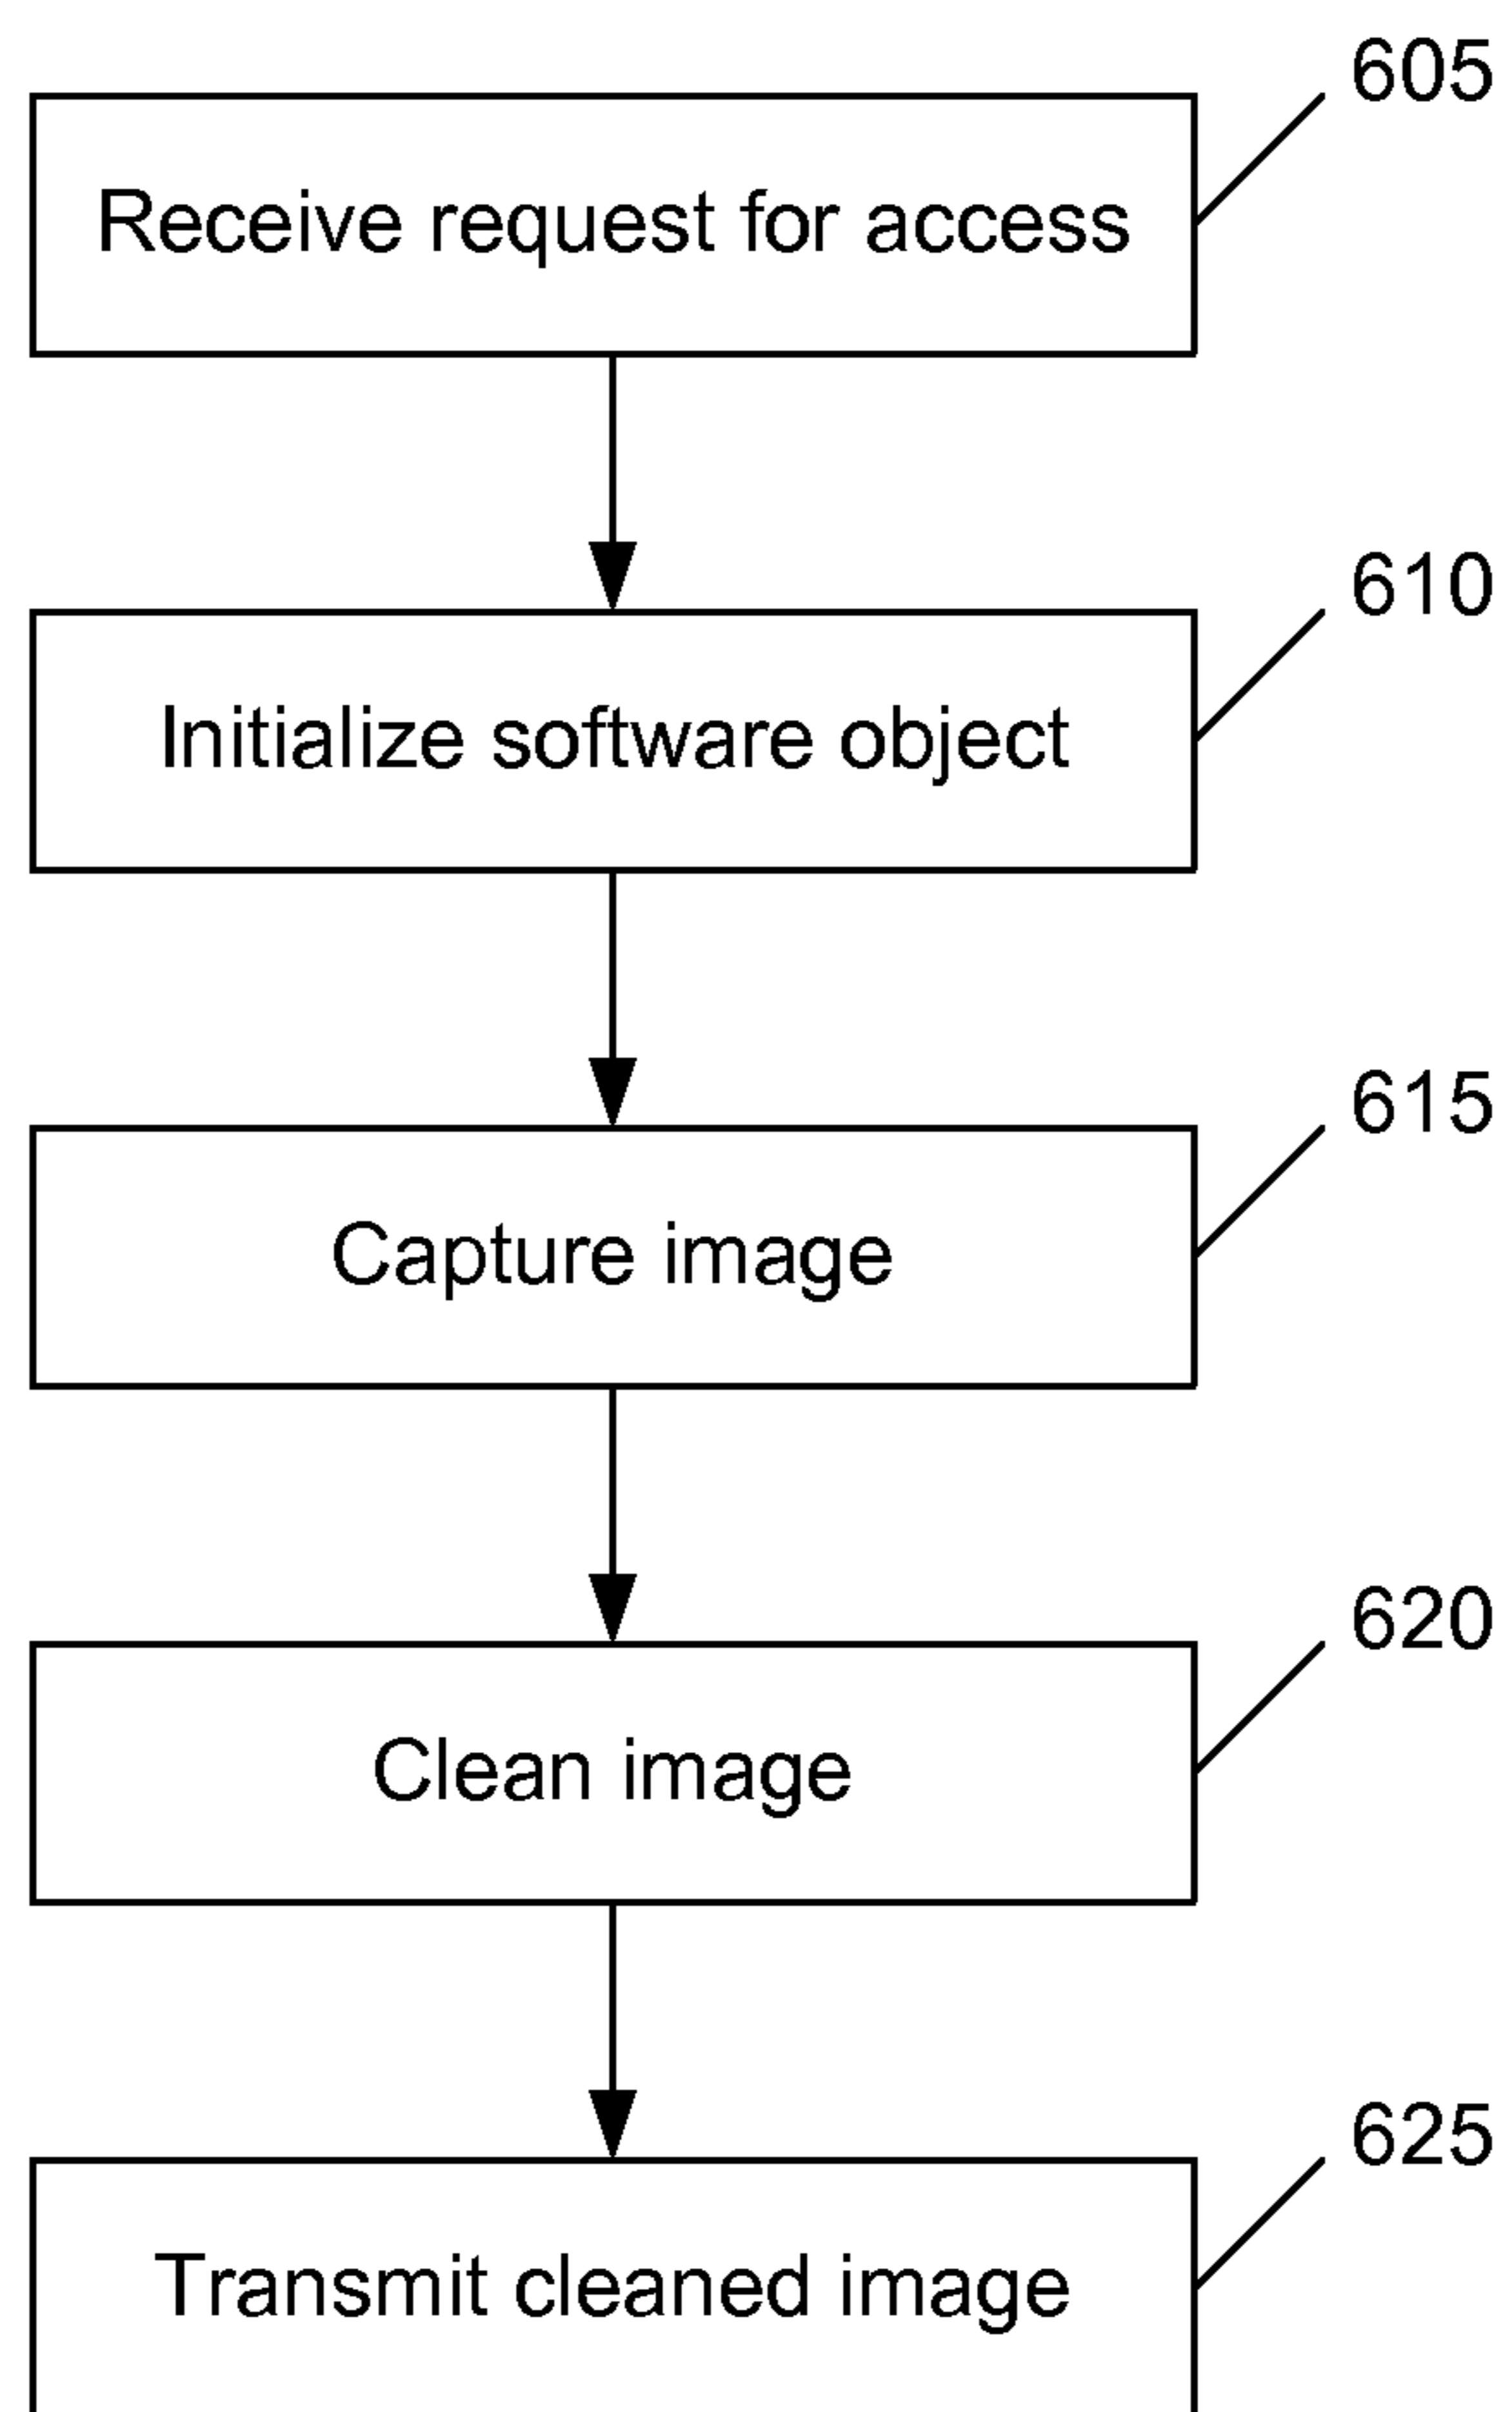 605
Receive request for access
610
Initialize software object
615
Capture image
620
Clean image
625
Transmit cleaned image